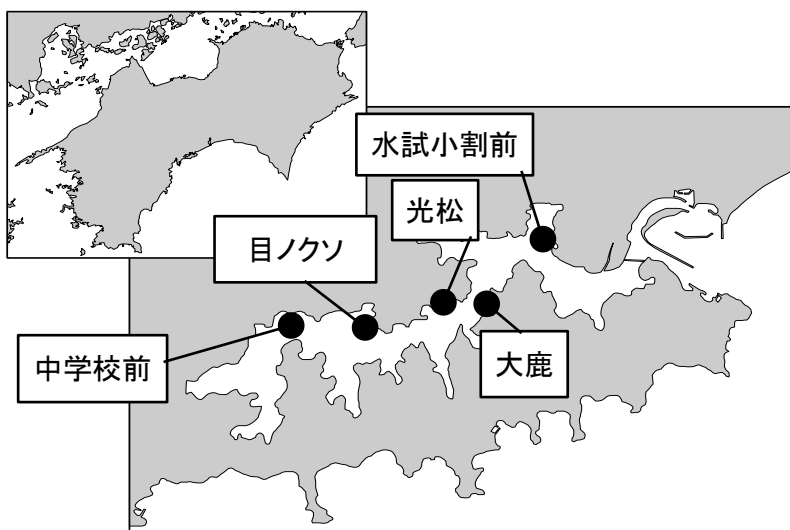 水試小割前
光松
目ノクソ
中学校前
大鹿